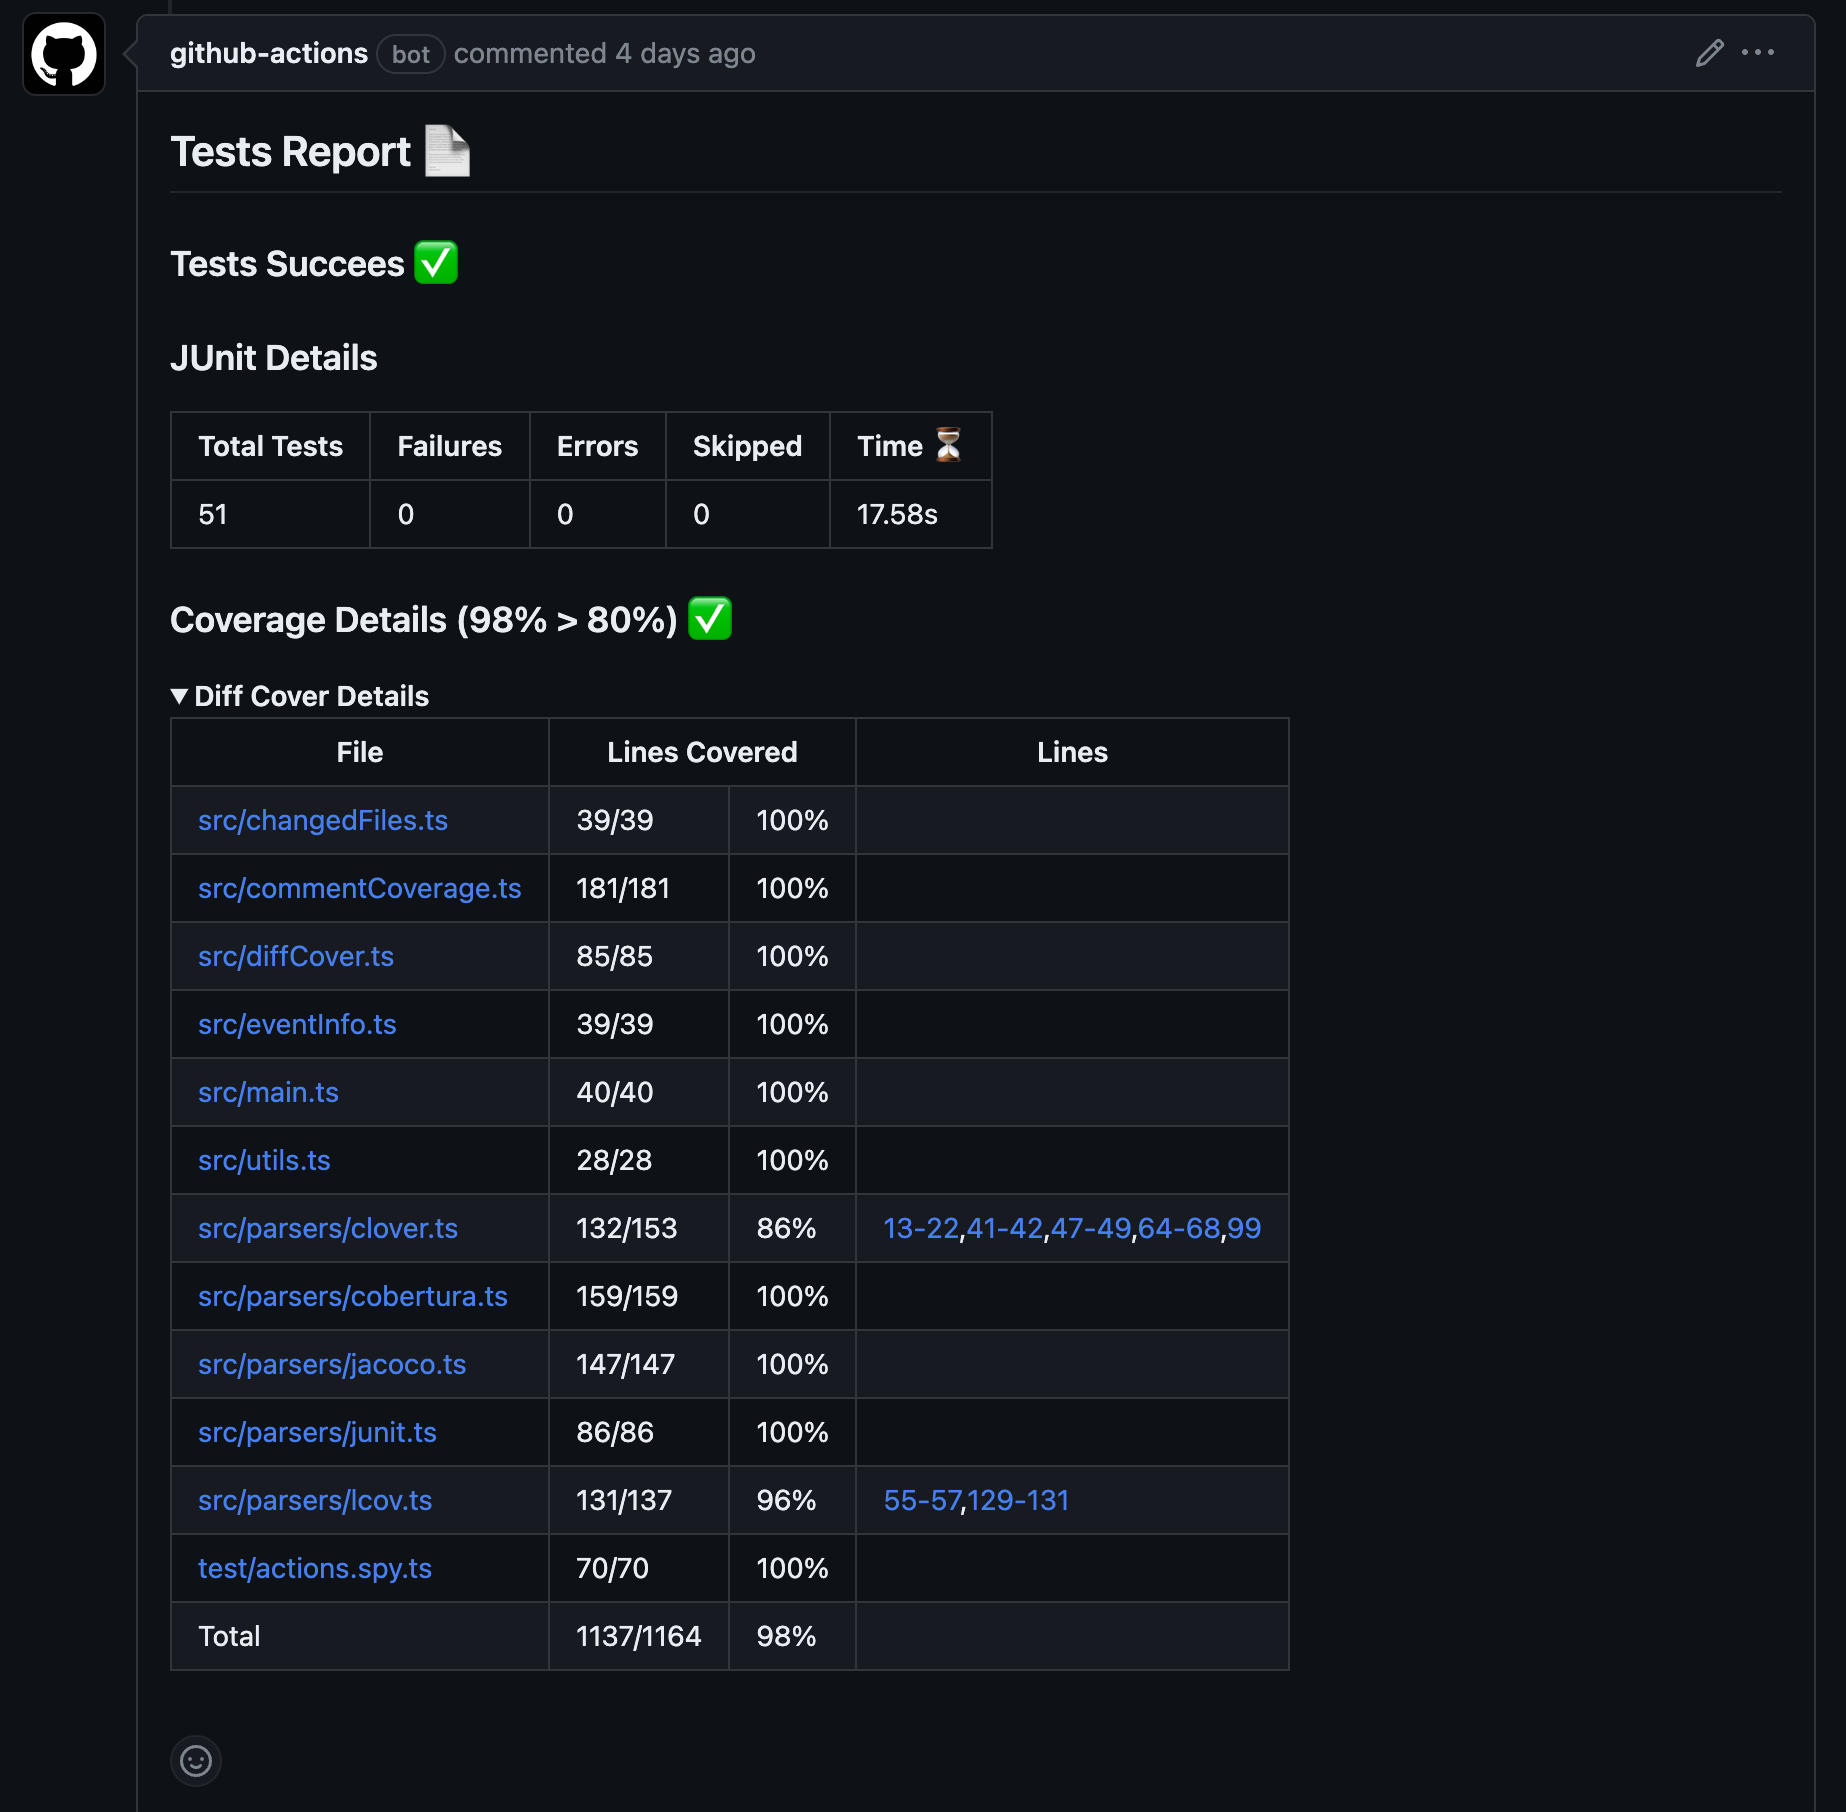 github-actions bot commented 4 days ago
Tests Report
Tests Succees
JUnit Details
Total Tests Failures Errors Skipped Time
51 0 0 0 17.58s
Coverage Details (98% > 80%)
Diff Cover Details
File Lines Covered Lines
src/changedFiles.ts 39/39 100%
src/commentCoverage.ts 181/181 100%
src/diffCover.ts 85/85 100%
src/eventInfo.ts 39/39 100%
src/main.ts 40/40 100%
src/utils.ts 28/28 100%
src/parsers/clover.ts 132/153 86% 13-22,41-42,47-49,64-68,99
src/parsers/cobertura.ts 159/159 100%
src/parsers/jacoco.ts 147/147 100%
src/parsers/junit.ts 86/86 100%
src/parsers/lcov.ts 131/137 96% 55-57,129-131
test/actions.spy.ts 70/70 100%
Total 1137/1164 98%